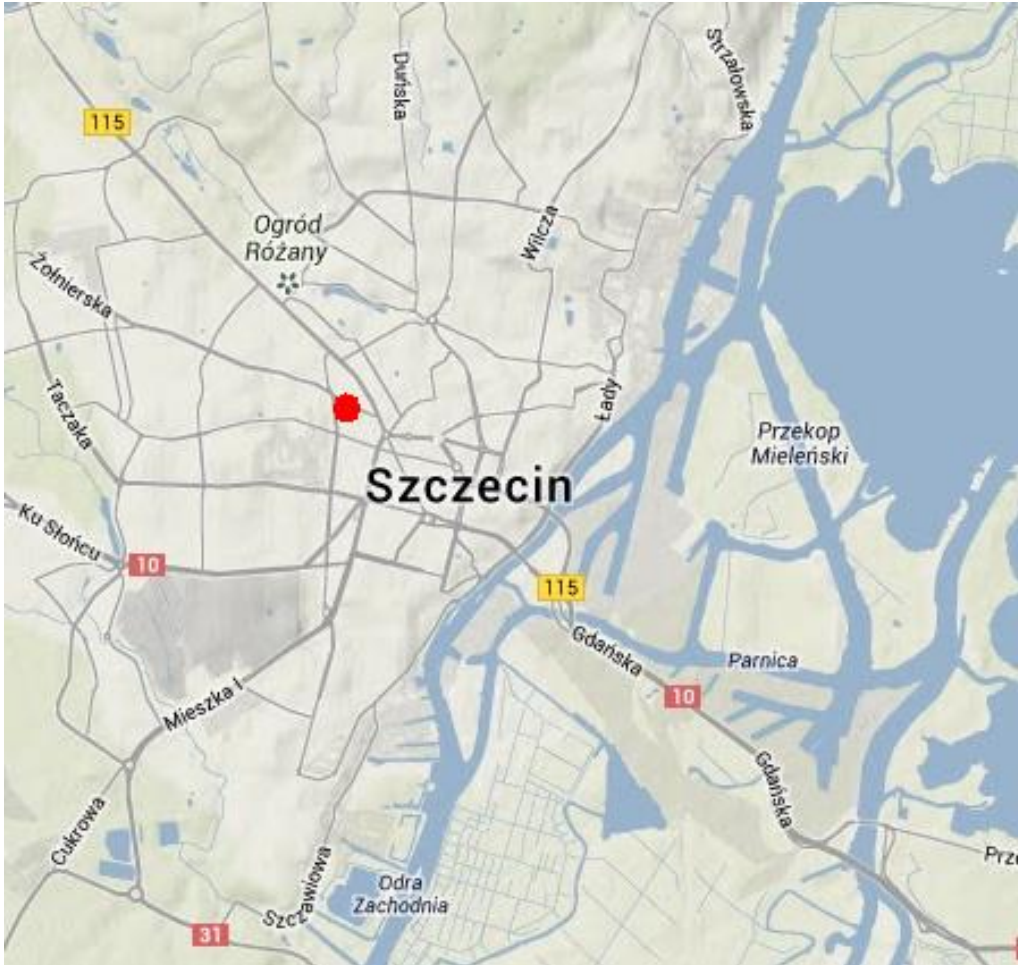 Duńska
Strzałowska
115
Ogród
Różany
Wilcza
Żołnierska
Taczaka
Łady
Przekop
Mieleński
Szczecin
Ku Słońcu
10
115
Gdańska
Parnica
Mieszka I
10
Gdańska
Cukrowa
Odra
Zachodnia
Szczawiowa
31